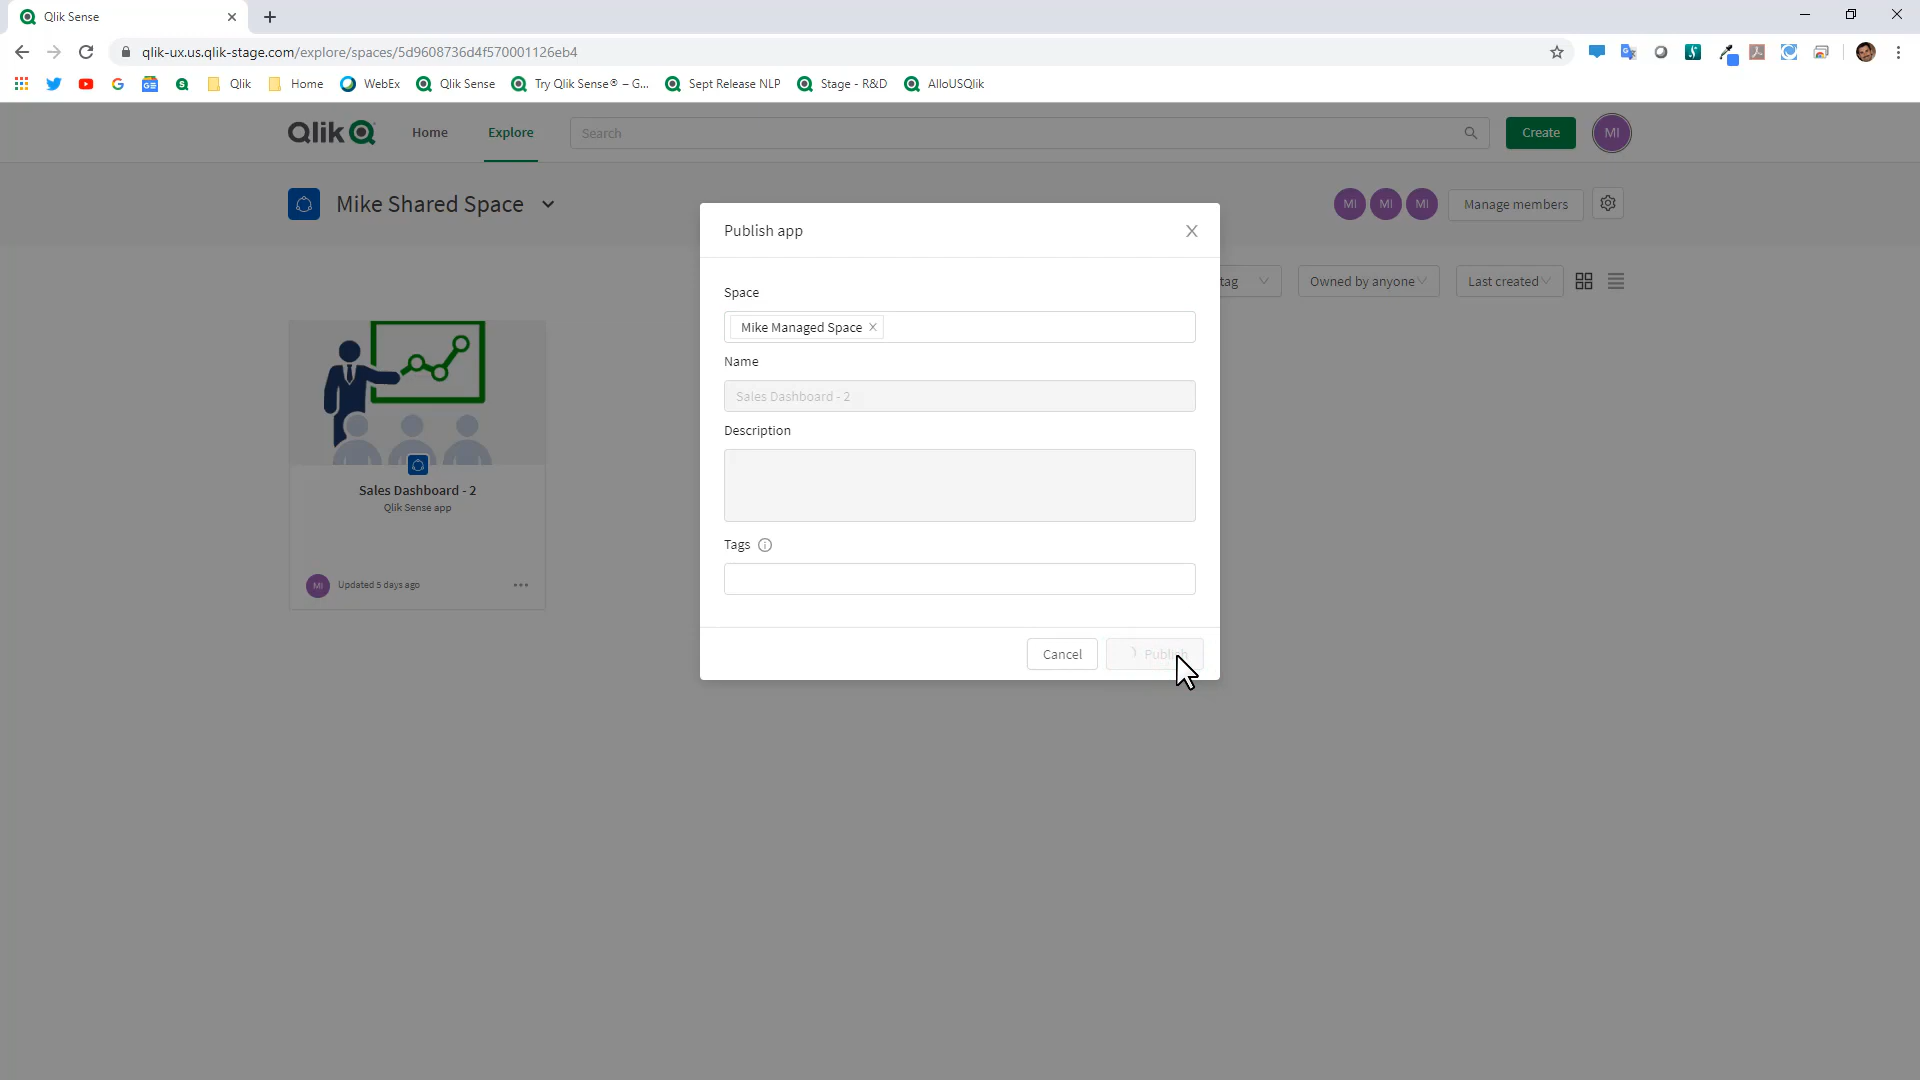 Qlik Sense
qlik-ux.us.qlik-stage.com/explore/spaces/5d9608736d4f570001126eb4
Qlik
Home
WebEx
Qlik Sense
Try Qlik Sense® – G...
Sept Release NLP
Stage - R&D
AlloUSQlik
Qlik
Home
Explore
Search
Create
MI
Mike Shared Space
MI
MI
MI
Manage members
tag
Owned by anyone
Last created
Publish app
Space
Mike Managed Space
Name
Sales Dashboard - 2
Description
Tags
Cancel
Publish
Sales Dashboard - 2
Qlik Sense app
MI
Updated 5 days ago